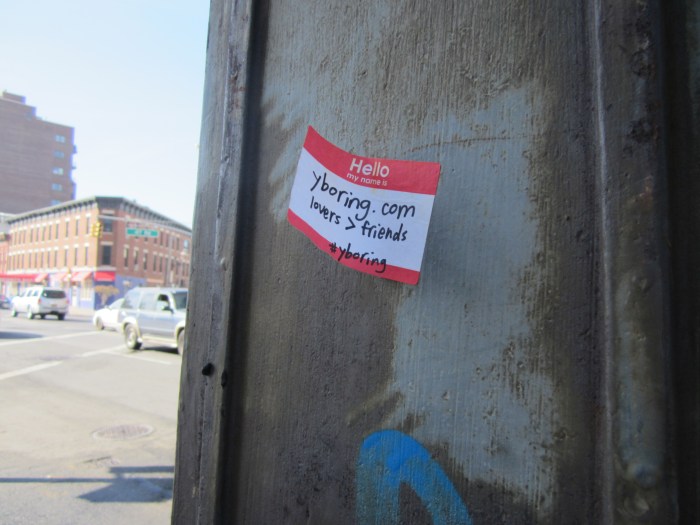 Hello
my name is
yboring.com
lovers > friends
#yboring